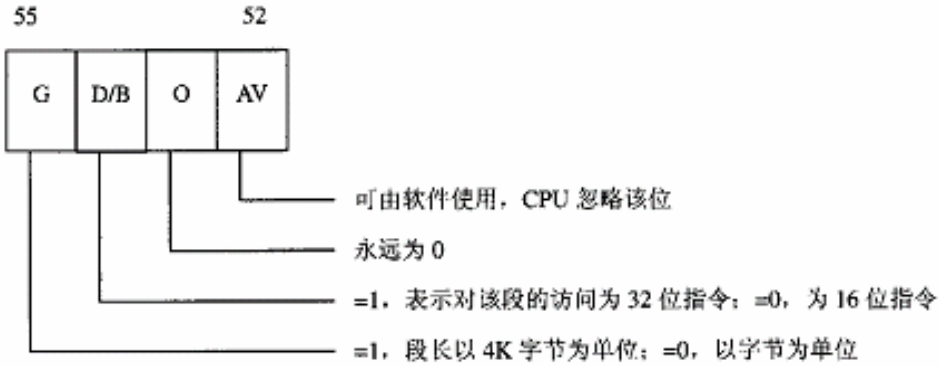 55 52
G D/B O AV
可由软件使用，CPU 忽略该位
永远为 0
=1，表示对该段的访问为 32 位指令；=0，为 16 位指令
=1，段长以 4K 字节为单位；=0，以字节为单位